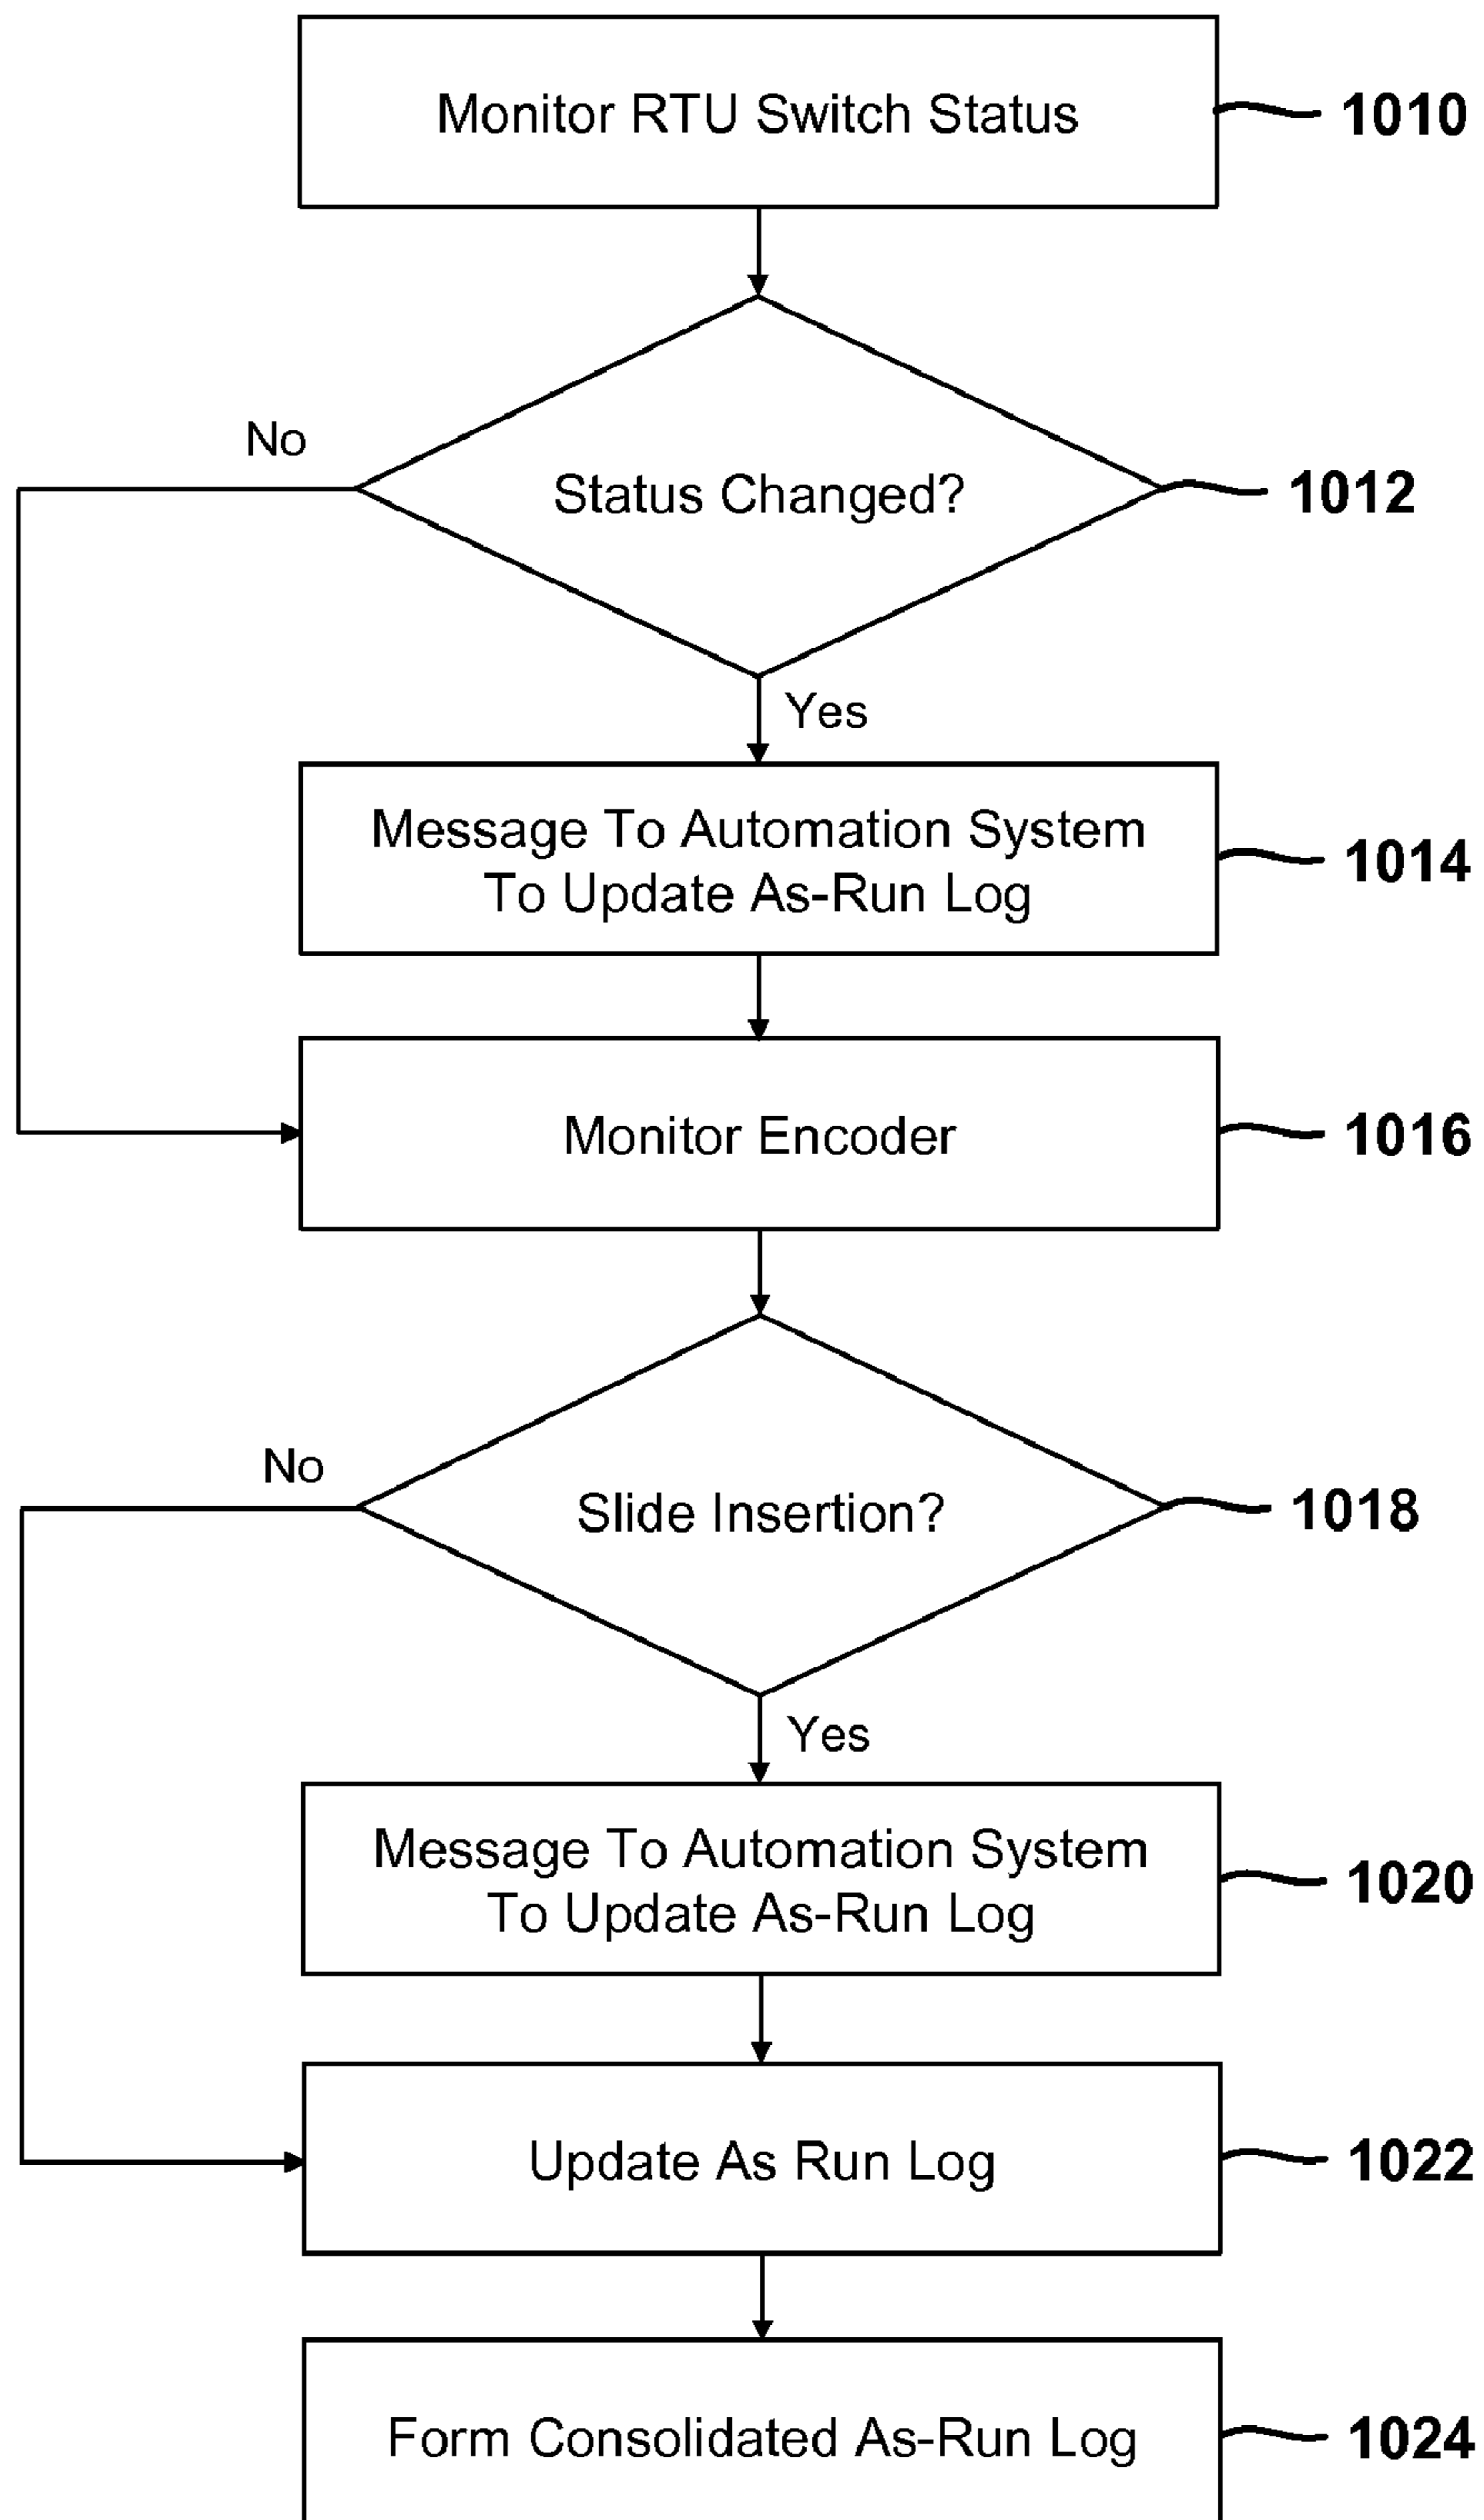 Monitor RTU Switch Status
1010
No
Status Changed?
1012
Yes
Message To Automation System
To Update As-Run Log
1014
Monitor Encoder
1016
No
Slide Insertion?
1018
Yes
Message To Automation System
To Update As-Run Log
1020
Update As Run Log
1022
Form Consolidated As-Run Log
1024